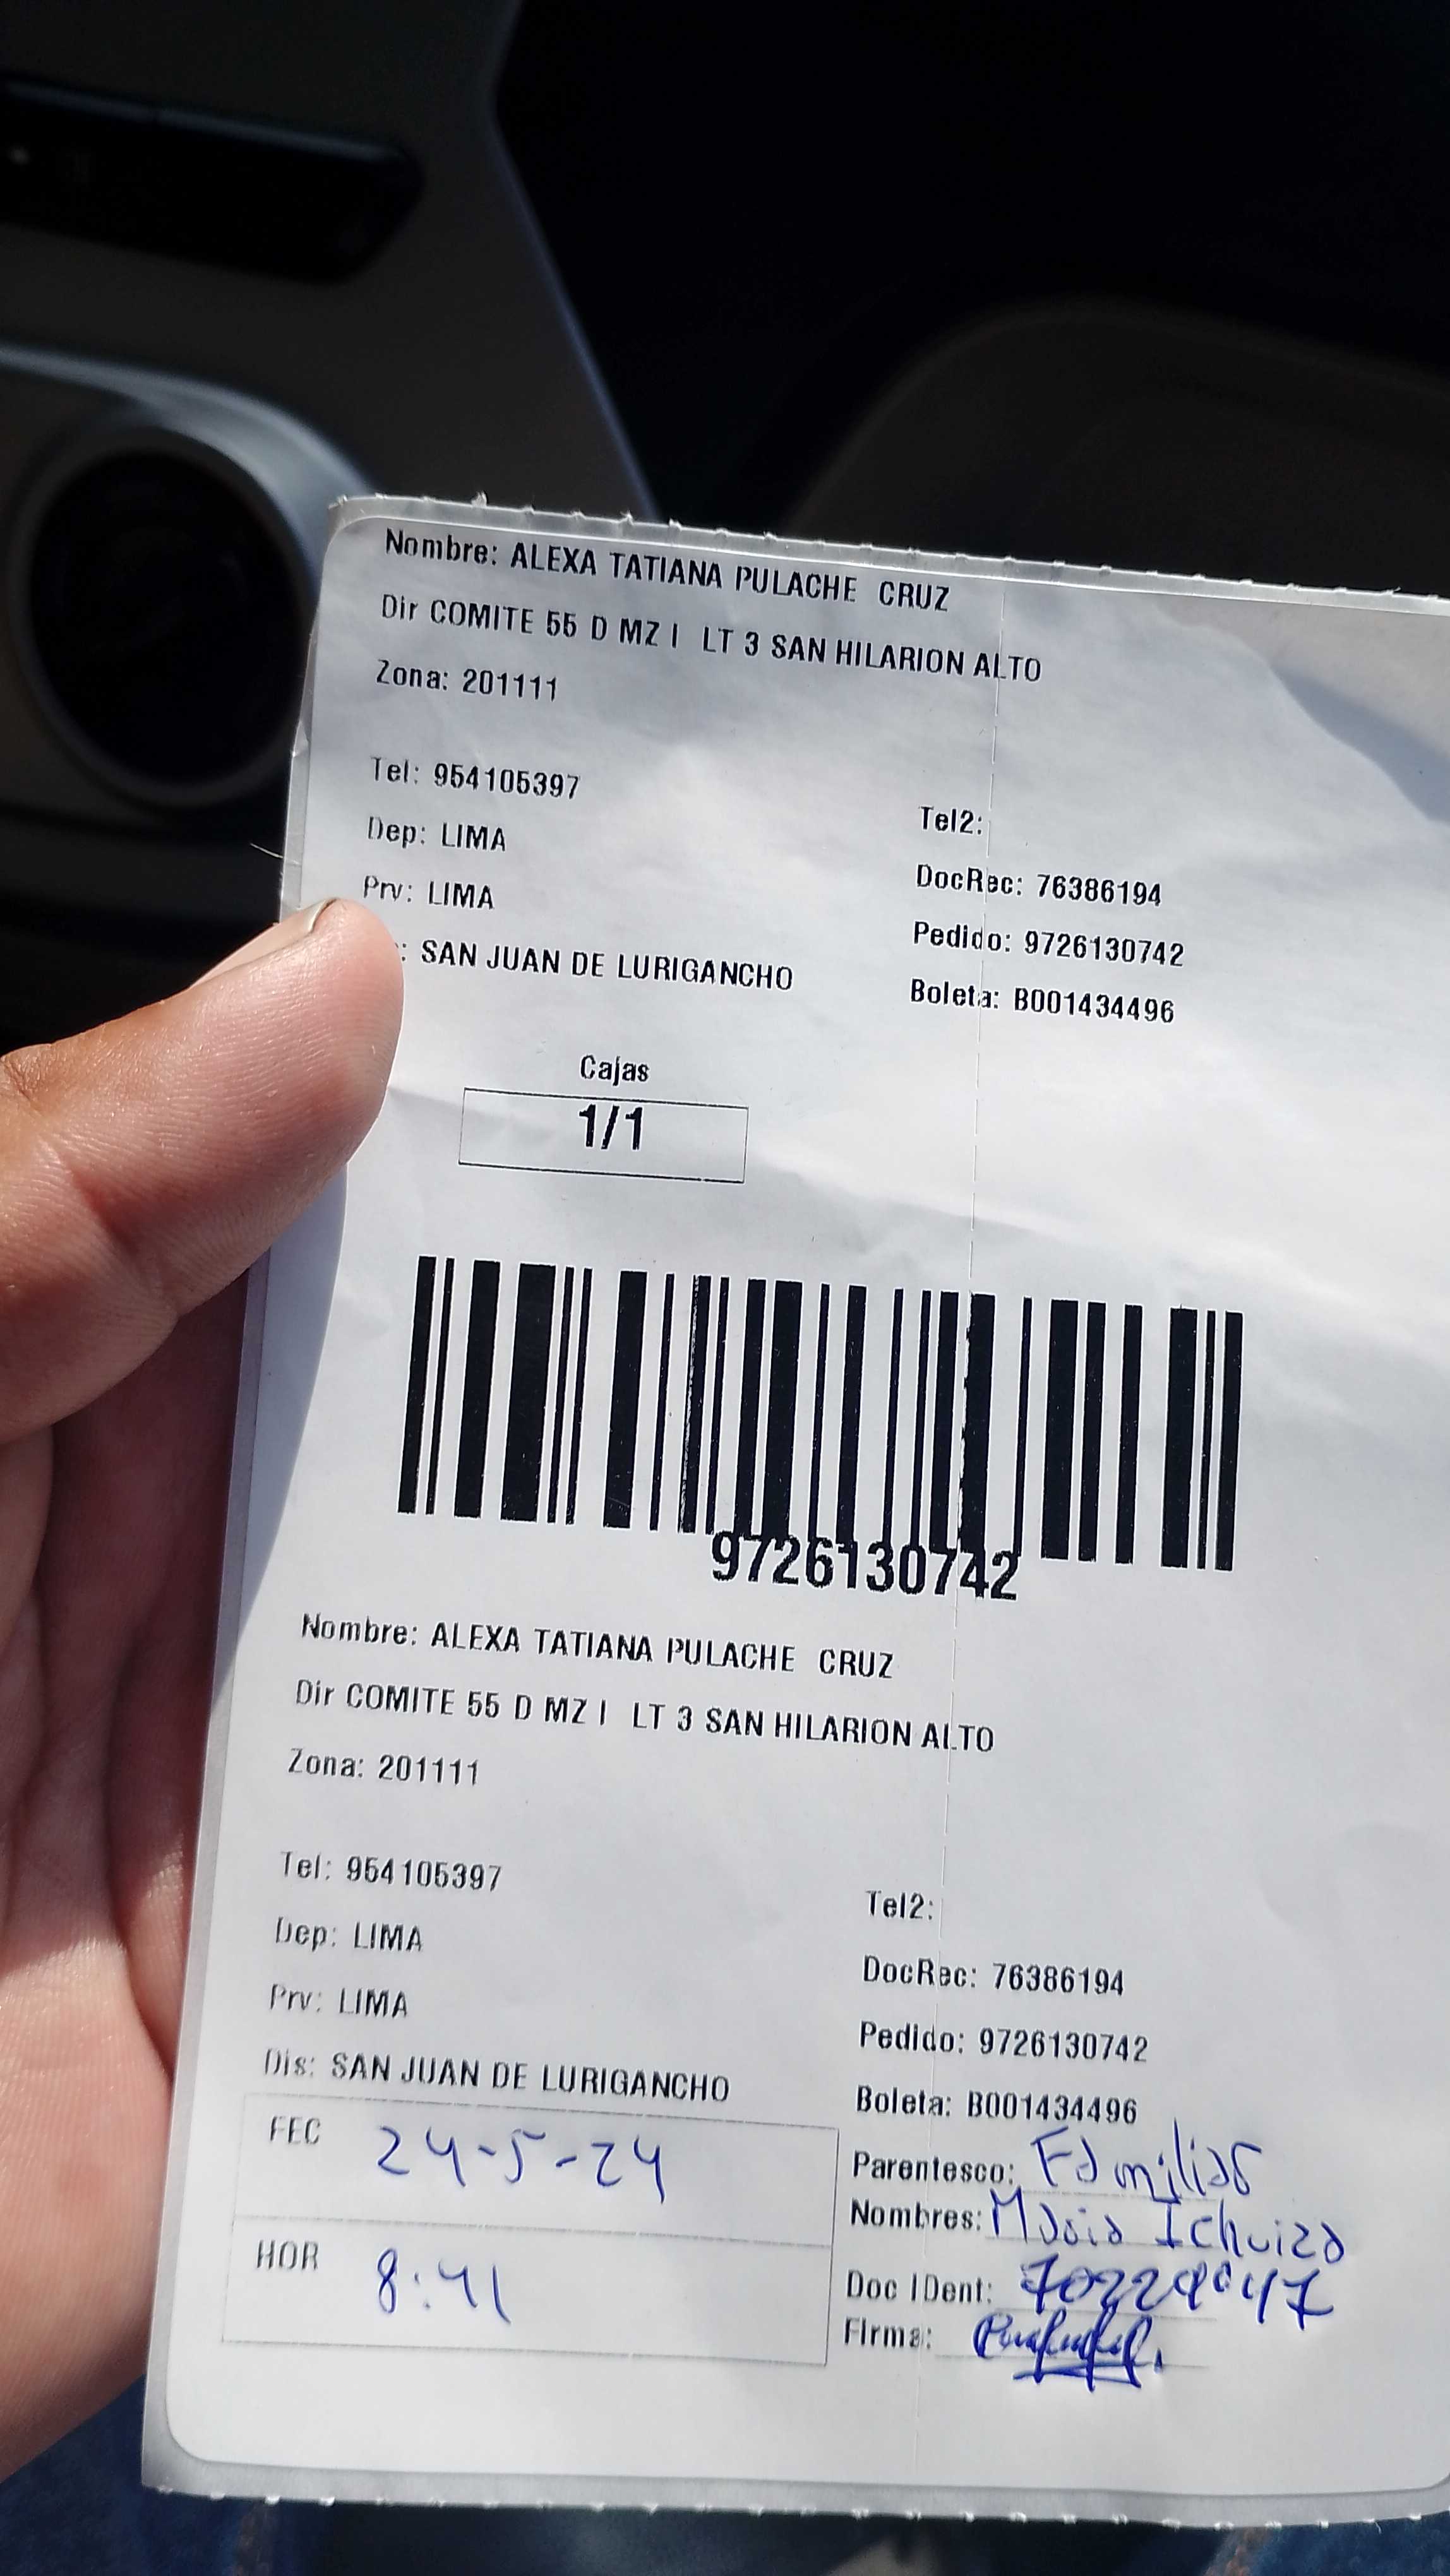 Nombre: ALEXA TATIANA PULACHE CRUZ
Dir COMITE 55 D MZ I LT 3 SAN HILARION ALTO
Zona: 201111
Tel: 954105397
Tel2:
Dep: LIMA
DocRec: 76386194
Prv: LIMA
Pedido: 9726130742
: SAN JUAN DE LURIGANCHO
Boleta: B001434496
Cajas
1/1
9726130742
Nombre: ALEXA TATIANA PULACHE CRUZ
Dir COMITE 55 D MZ I LT 3 SAN HILARION ALTO
Zona: 201111
Tel: 954105397
Tel2:
Dep: LIMA
DocRec: 76386194
Prv: LIMA
Pedido: 9726130742
Dis: SAN JUAN DE LURIGANCHO
Boleta: B001434496
FEC 24-5-24
Parentesco: Familiar
Nombres: Maria
HOR 8:41
Doc IDent:
Firma: